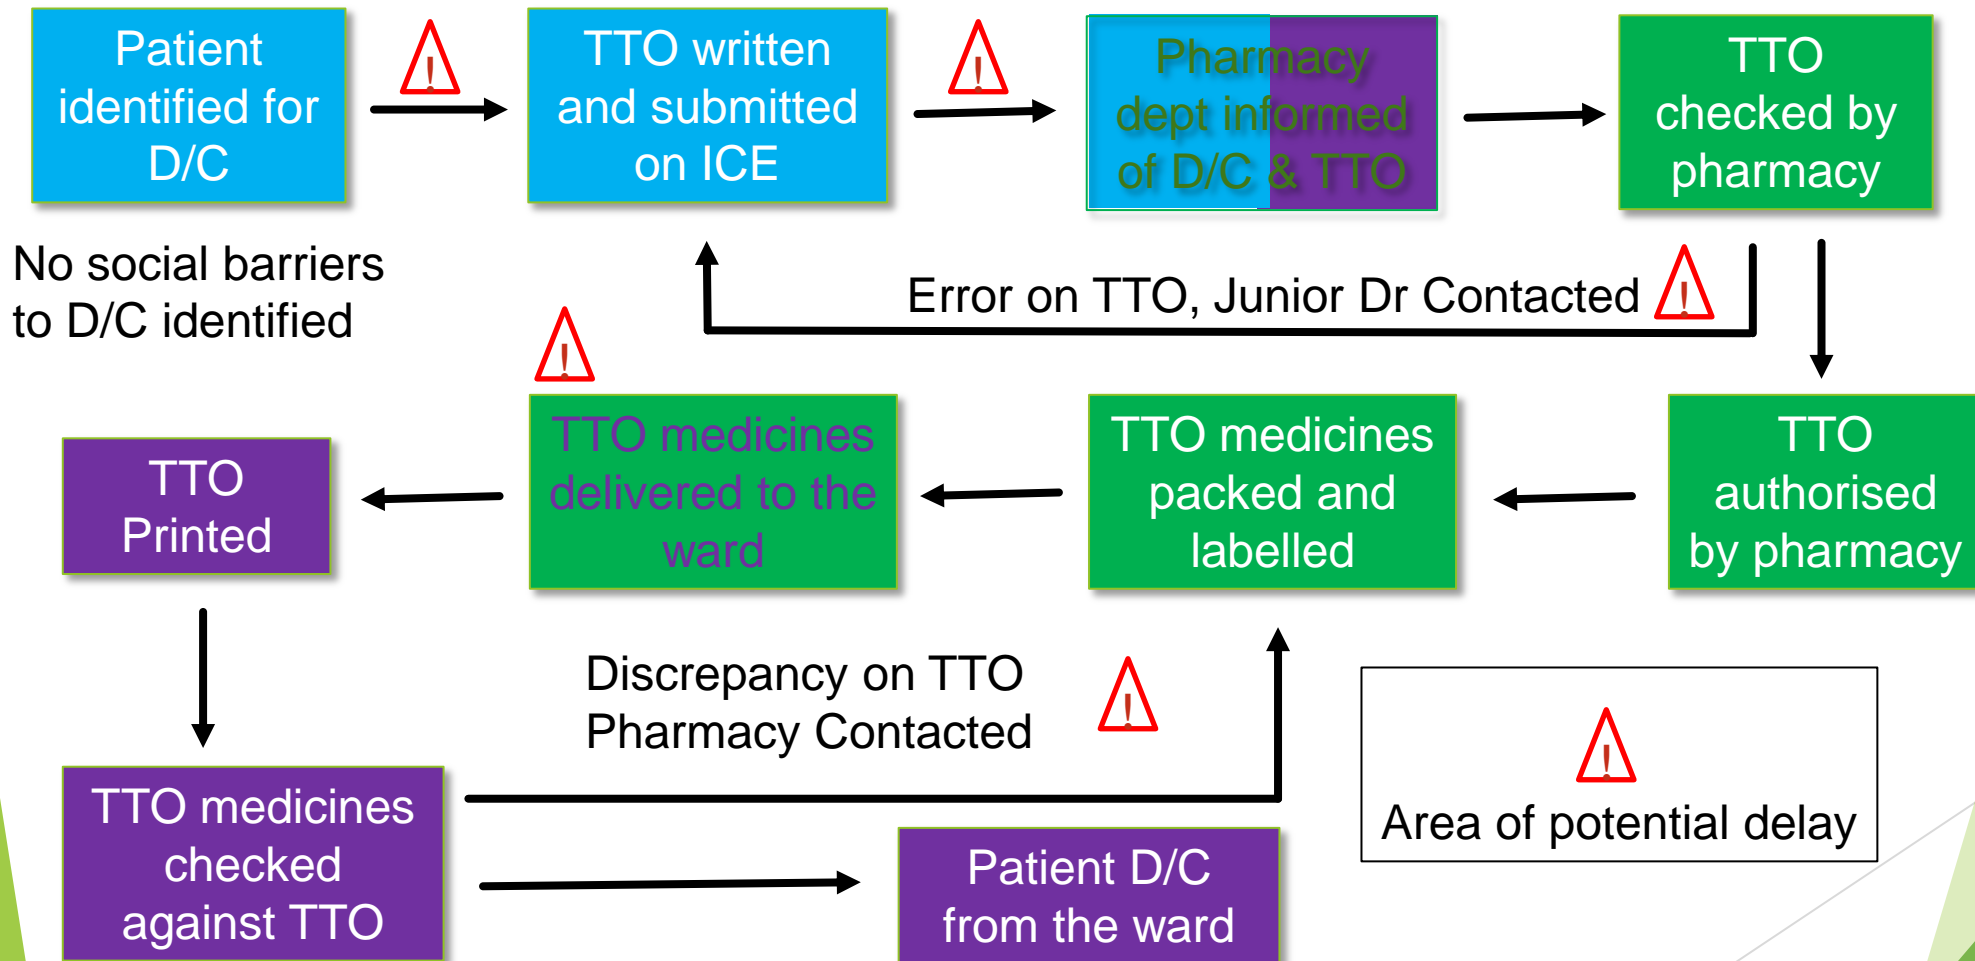 Patient
identified for
D/C
TTO written
and submitted
on ICE
Pharmacy
dept informed
of D/C & TTO
TTO
checked by
pharmacy
No social barriers
to D/C identified
Error on TTO, Junior Dr Contacted
TTO
Printed
TTO medicines
delivered to the
ward
TTO medicines
packed and
labelled
TTO
authorised
by pharmacy
Discrepancy on TTO
Pharmacy Contacted
Area of potential delay
TTO medicines
checked
against TTO
Patient D/C
from the ward